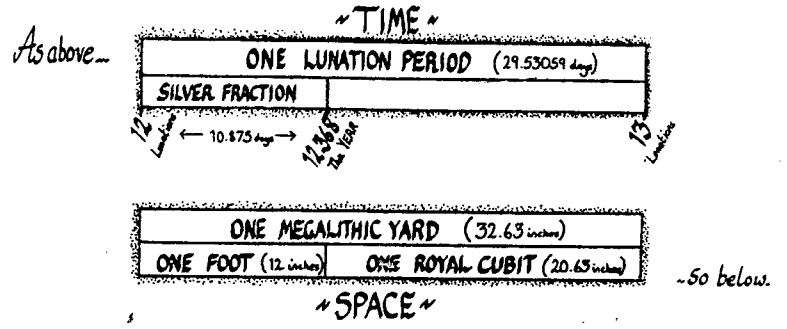 ~TIME~
As above...
ONE LUNATION PERIOD (29.53059 days)
SILVER FRACTION
12 Lunations
← 10.875 days →
12.368 The YEAR
13 Lunations
ONE MEGALITHIC YARD (32.63 inches)
ONE FOOT (12 inches) ONE ROYAL CUBIT (20.63 inches)
~So below.
~SPACE~